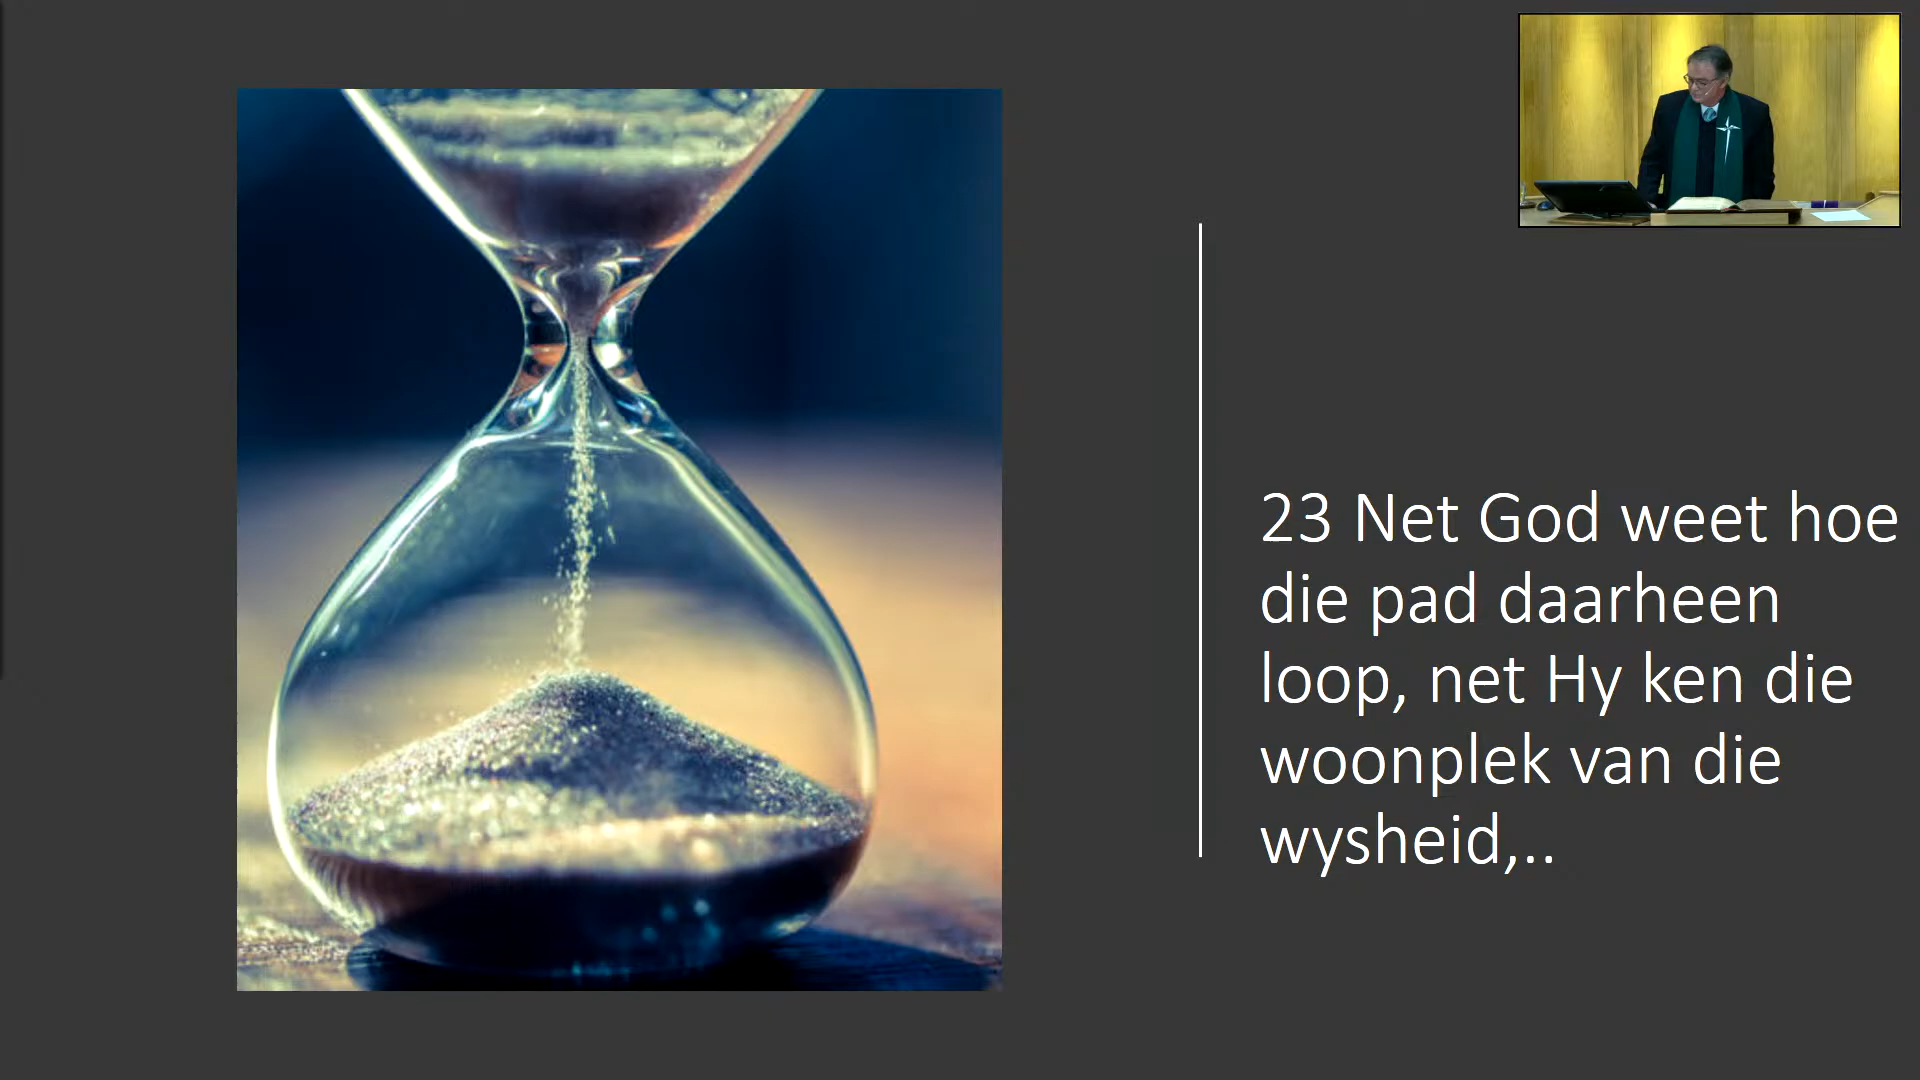 23 Net God weet hoe
die pad daarheen
loop, net Hy ken die
woonplek van die
wysheid,..